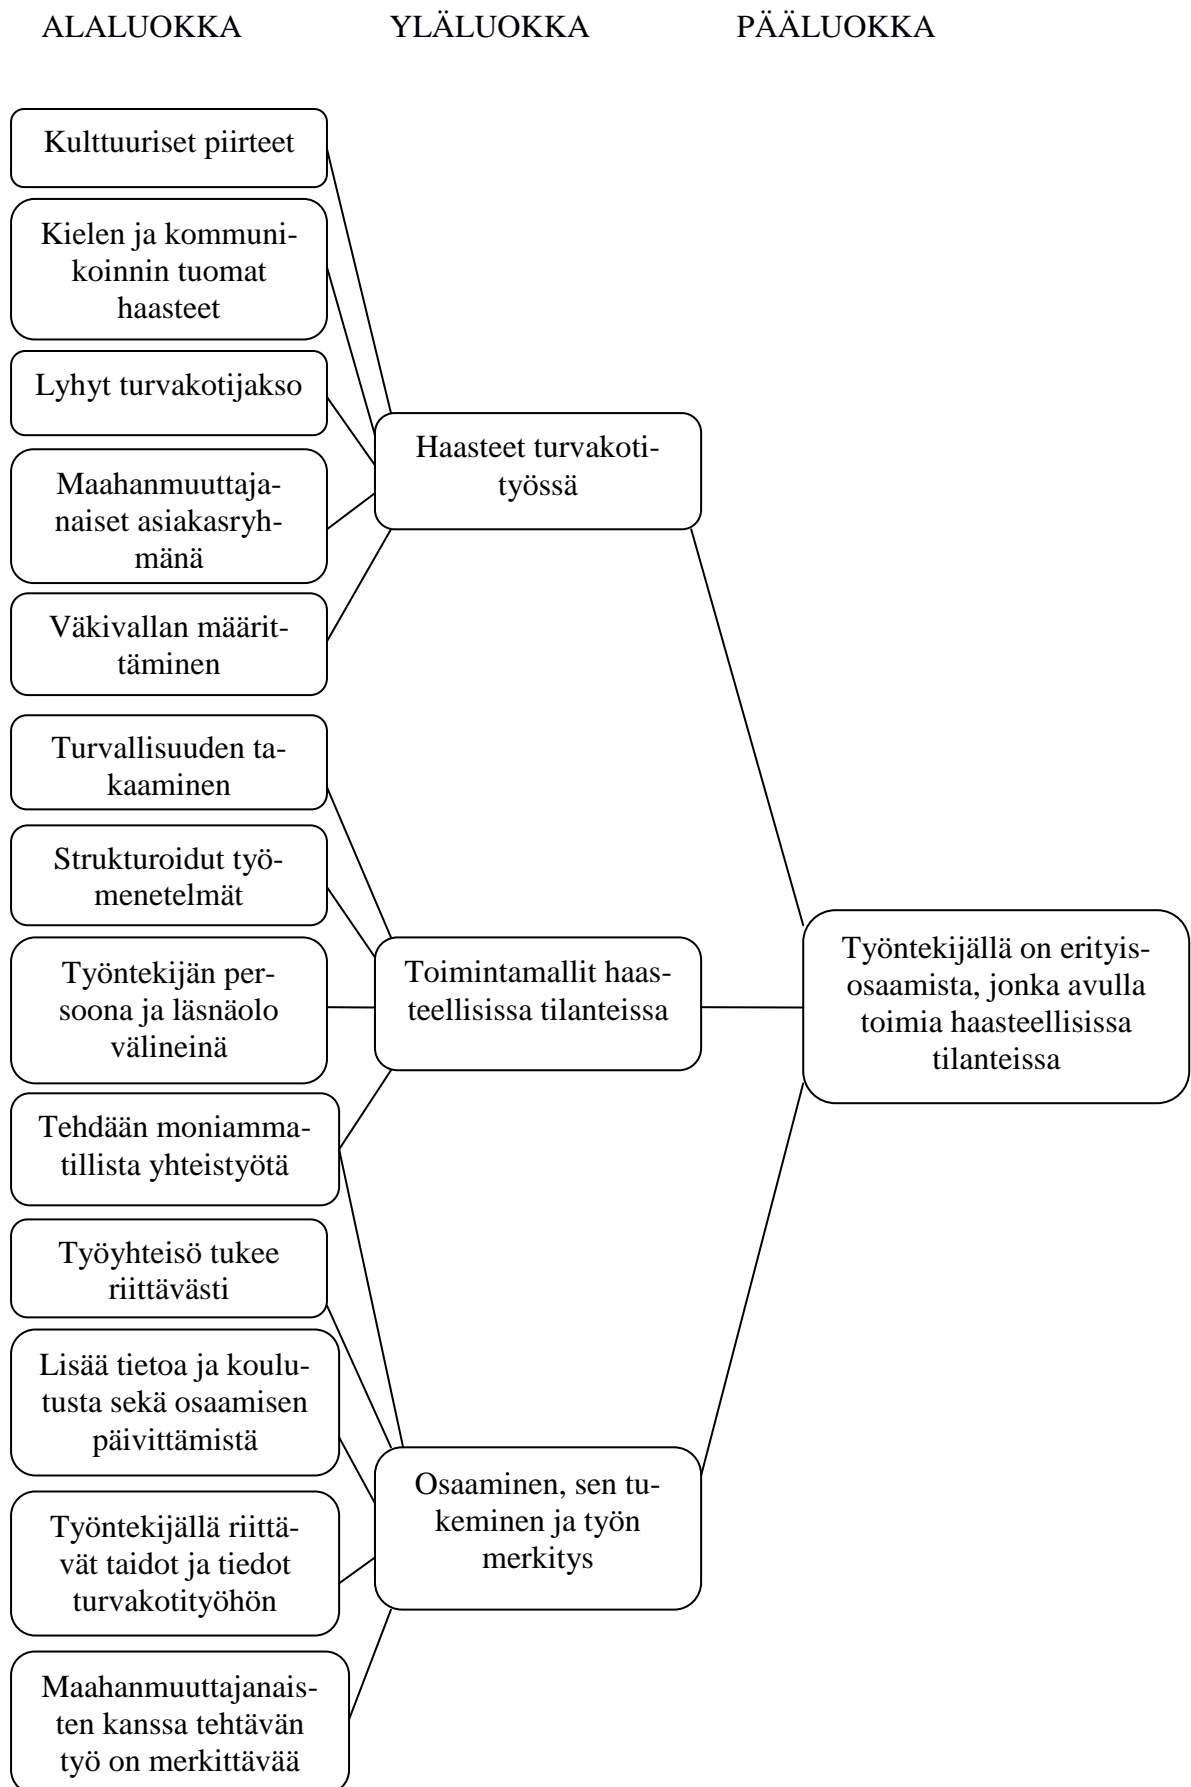 ALALUOKKA YLÄLUOKKA PÄÄLUOKKA
Kulttuuriset piirteet
Kielen ja kommuni-
koinnin tuomat
haasteet
Lyhyt turvakotijakso
Maahanmuuttaja-
naiset asiakasryh-
mänä
Väkivallan määrit-
täminen
Turvallisuuden ta-
kaaminen
Strukturoidut työ-
menetelmät
Työntekijän per-
soona ja läsnäolo
välineinä
Tehdään moniamma-
tillista yhteistyötä
Työyhteisö tukee
riittävästi
Lisää tietoa ja koulu-
tusta sekä osaamisen
päivittämistä
Työntekijällä riittä-
vät taidot ja tiedot
turvakotityöhön
Maahanmuuttajanais-
ten kanssa tehtävän
työ on merkittävää
Haasteet turvakoti-
työssä
Toimintamallit haas-
teellisissa tilanteissa
Osaaminen, sen tu-
keminen ja työn
merkitys
Työntekijällä on erityis-
osaamista, jonka avulla
toimia haasteellisissa
tilanteissa